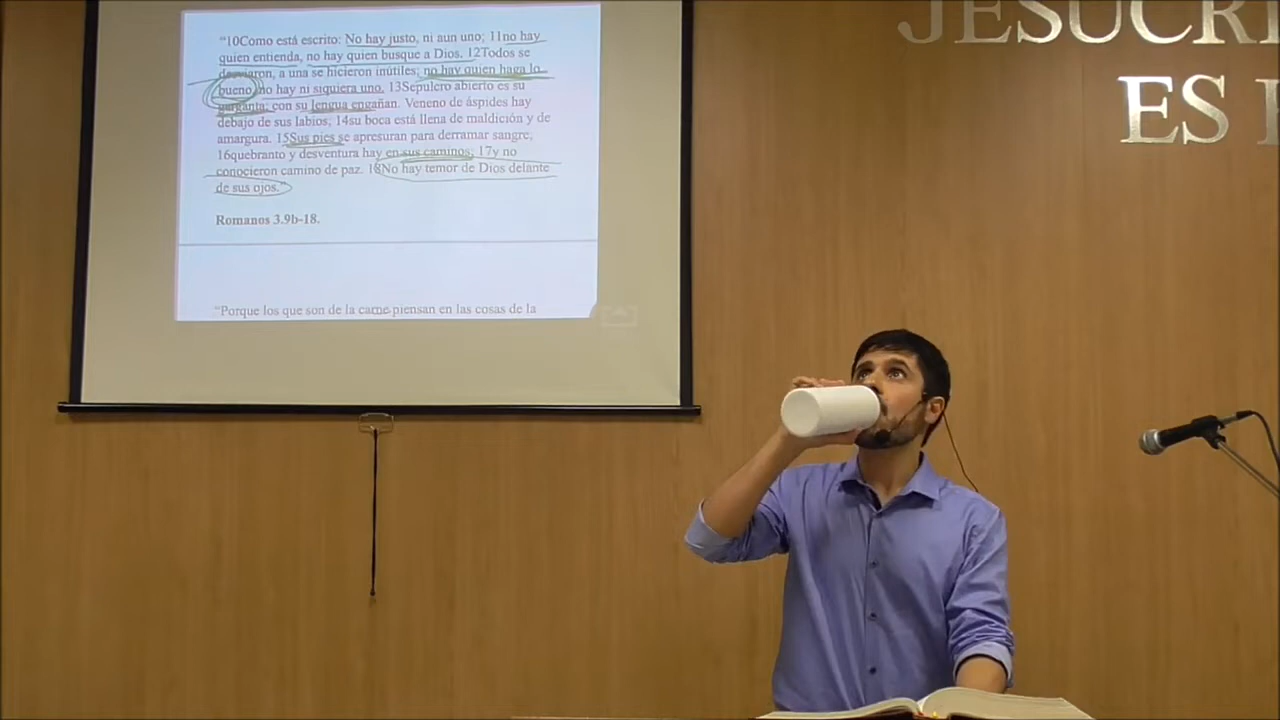 “10Como está escrito: No hay justo, ni aun uno; 11no hay
quien entienda, no hay quien busque a Dios. 12Todos se
desviaron, a una se hicieron inútiles; no hay quien haga lo
bueno, no hay ni siquiera uno. 13Sepulcro abierto es su
garganta; con su lengua engañan. Veneno de áspides hay
debajo de sus labios; 14su boca está llena de maldición y de
amargura. 15Sus pies se apresuran para derramar sangre;
16quebranto y desventura hay en sus caminos; 17y no
conocieron camino de paz. 18No hay temor de Dios delante
de sus ojos.”
Romanos 3.9b-18.
“Porque los que son de la carne piensan en las cosas de la
JESUCRI
ES